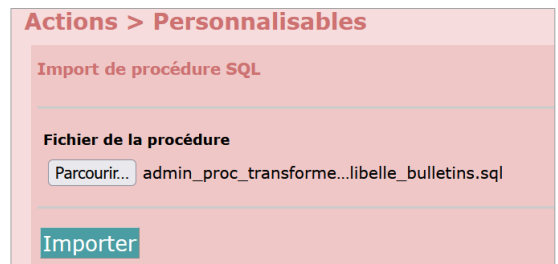 Actions > Personnalisables
Import de procédure SQL
Fichier de la procédure
Parcourir... admin_proc_transforme...libelle_bulletins.sql
Importer